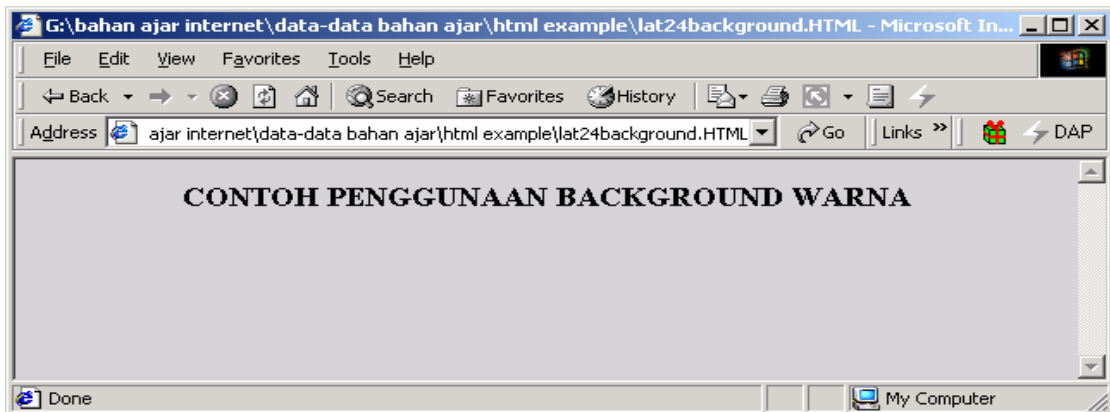 G:\bahan ajar internet\data-data bahan ajar\html example\lat24background.HTML - Microsoft In...
File Edit View Favorites Tools Help
Back Search Favorites History
Address ajar internet\data-data bahan ajar\html example\lat24background.HTML Go Links » DAP
CONTOH PENGGUNAAN BACKGROUND WARNA
Done My Computer